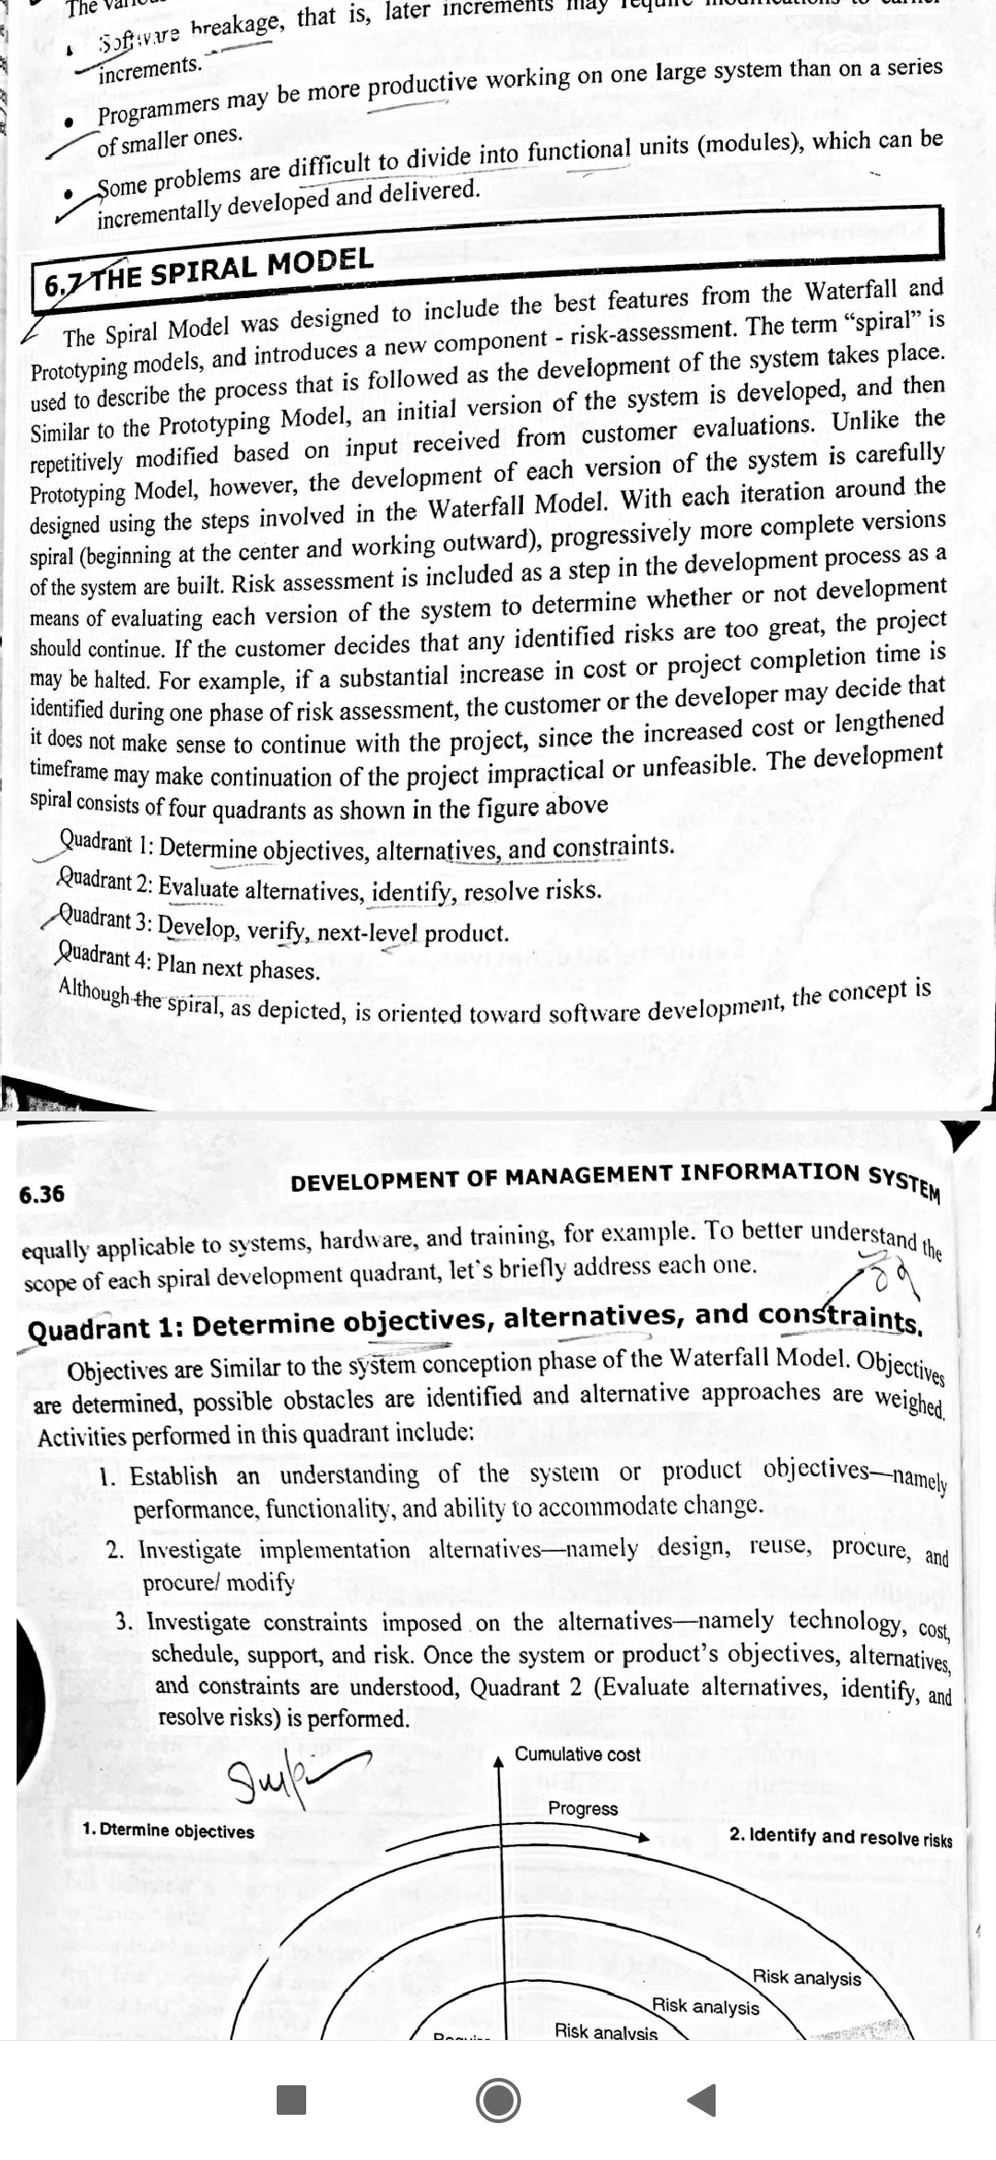 The
Software breakage, that is, later increments may require modifications to earlier
increments.
• Programmers may be more productive working on one large system than on a series
of smaller ones.
• Some problems are difficult to divide into functional units (modules), which can be
incrementally developed and delivered.
6.7 THE SPIRAL MODEL
The Spiral Model was designed to include the best features from the Waterfall and
Prototyping models, and introduces a new component - risk-assessment. The term “spiral” is
used to describe the process that is followed as the development of the system takes place.
Similar to the Prototyping Model, an initial version of the system is developed, and then
repetitively modified based on input received from customer evaluations. Unlike the
Prototyping Model, however, the development of each version of the system is carefully
designed using the steps involved in the Waterfall Model. With each iteration around the
spiral (beginning at the center and working outward), progressively more complete versions
of the system are built. Risk assessment is included as a step in the development process as a
means of evaluating each version of the system to determine whether or not development
should continue. If the customer decides that any identified risks are too great, the project
may be halted. For example, if a substantial increase in cost or project completion time is
identified during one phase of risk assessment, the customer or the developer may decide that
it does not make sense to continue with the project, since the increased cost or lengthened
timeframe may make continuation of the project impractical or unfeasible. The development
spiral consists of four quadrants as shown in the figure above
Quadrant 1: Determine objectives, alternatives, and constraints.
Quadrant 2: Evaluate alternatives, identify, resolve risks.
Quadrant 3: Develop, verify, next-level product.
Quadrant 4: Plan next phases.
Although the spiral, as depicted, is oriented toward software development, the concept is
6.36 DEVELOPMENT OF MANAGEMENT INFORMATION SYSTEM
equally applicable to systems, hardware, and training, for example. To better understand the
scope of each spiral development quadrant, let's briefly address each one.
Quadrant 1: Determine objectives, alternatives, and constraints.
Objectives are Similar to the system conception phase of the Waterfall Model. Objectives
are determined, possible obstacles are identified and alternative approaches are weighed.
Activities performed in this quadrant include:
1. Establish an understanding of the system or product objectives—namely
performance, functionality, and ability to accommodate change.
2. Investigate implementation alternatives—namely design, reuse, procure, and
procure/ modify
3. Investigate constraints imposed on the alternatives—namely technology, cost,
schedule, support, and risk. Once the system or product's objectives, alternatives,
and constraints are understood, Quadrant 2 (Evaluate alternatives, identify, and
resolve risks) is performed.
Cumulative cost
Progress
1. Dtermine objectives
2. Identify and resolve risks
Risk analysis
Risk analysis
Risk analysis